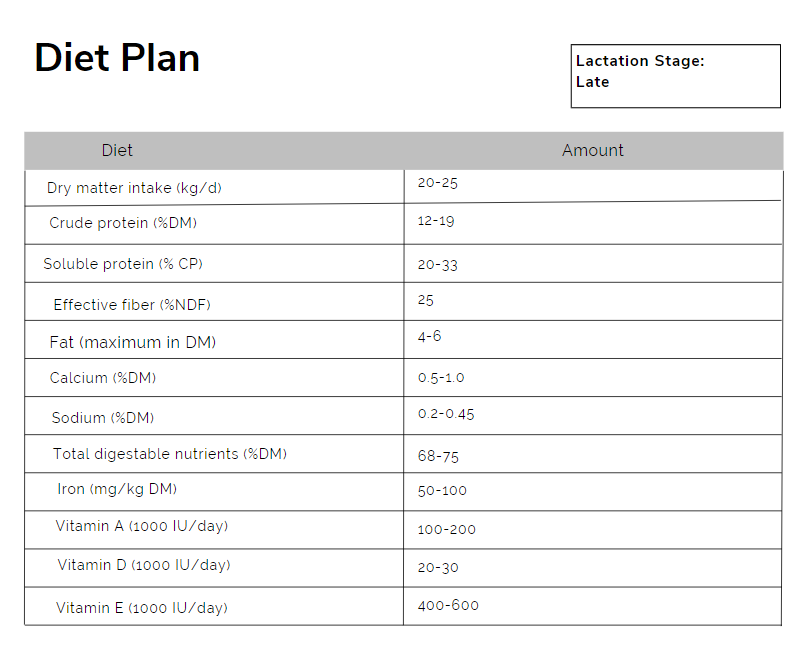 Diet Plan
Lactation Stage:
Late
Diet Amount
Dry matter intake (kg/d) 20-25
Crude protein (%DM) 12-19
Soluble protein (% CP) 20-33
Effective fiber (%NDF) 25
Fat (maximum in DM) 4-6
Calcium (%DM) 0.5-1.0
Sodium (%DM) 0.2-0.45
Total digestable nutrients (%DM) 68-75
Iron (mg/kg DM) 50-100
Vitamin A (1000 IU/day) 100-200
Vitamin D (1000 IU/day) 20-30
Vitamin E (1000 IU/day) 400-600